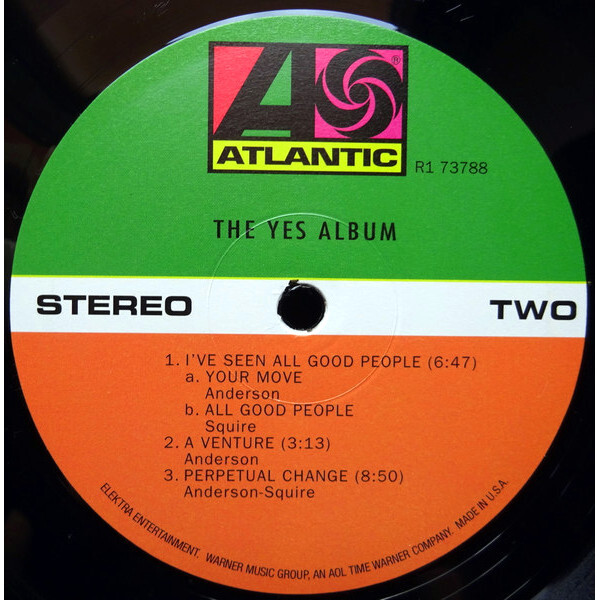 ATLANTIC ®
R1 73788
THE YES ALBUM
STEREO TWO
1. I'VE SEEN ALL GOOD PEOPLE (6:47)
a. YOUR MOVE
Anderson
b. ALL GOOD PEOPLE
Squire
2. A VENTURE (3:13)
Anderson
3. PERPETUAL CHANGE (8:50)
Anderson-Squire
ELEKTRA ENTERTAINMENT. WARNER MUSIC GROUP, AN AOL TIME WARNER COMPANY. MADE IN U.S.A.